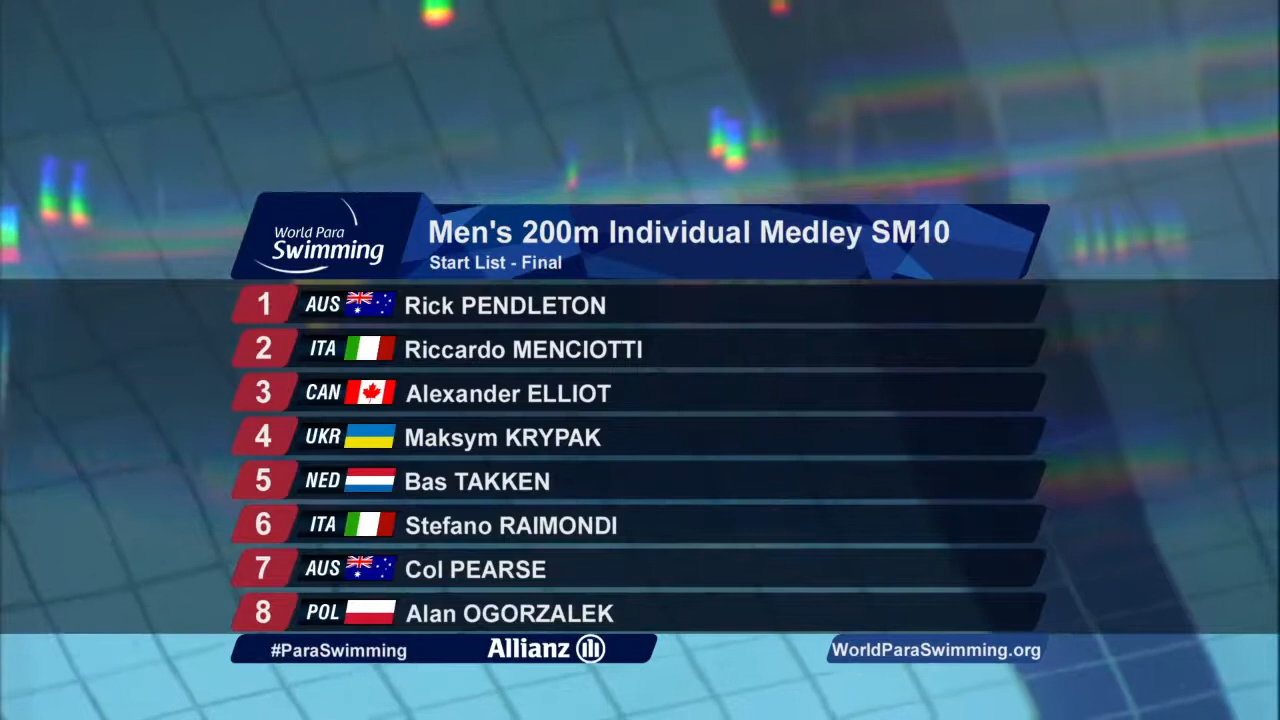 World Para
Swimming
Men's 200m Individual Medley SM10
Start List - Final
1 AUS Rick PENDLETON
2 ITA Riccardo MENCIOTTI
3 CAN Alexander ELLIOT
4 UKR Maksym KRYPAK
5 NED Bas TAKKEN
6 ITA Stefano RAIMONDI
7 AUS Col PEARSE
8 POL Alan OGORZALEK
#ParaSwimming Allianz WorldParaSwimming.org